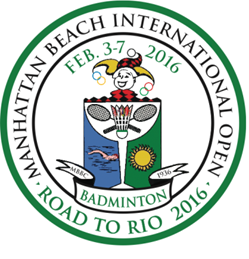 MANHATTAN BEACH INTERNATIONAL OPEN
FEB. 3-7 2016
MBBC 1936
BADMINTON
· ROAD TO RIO 2016 ·